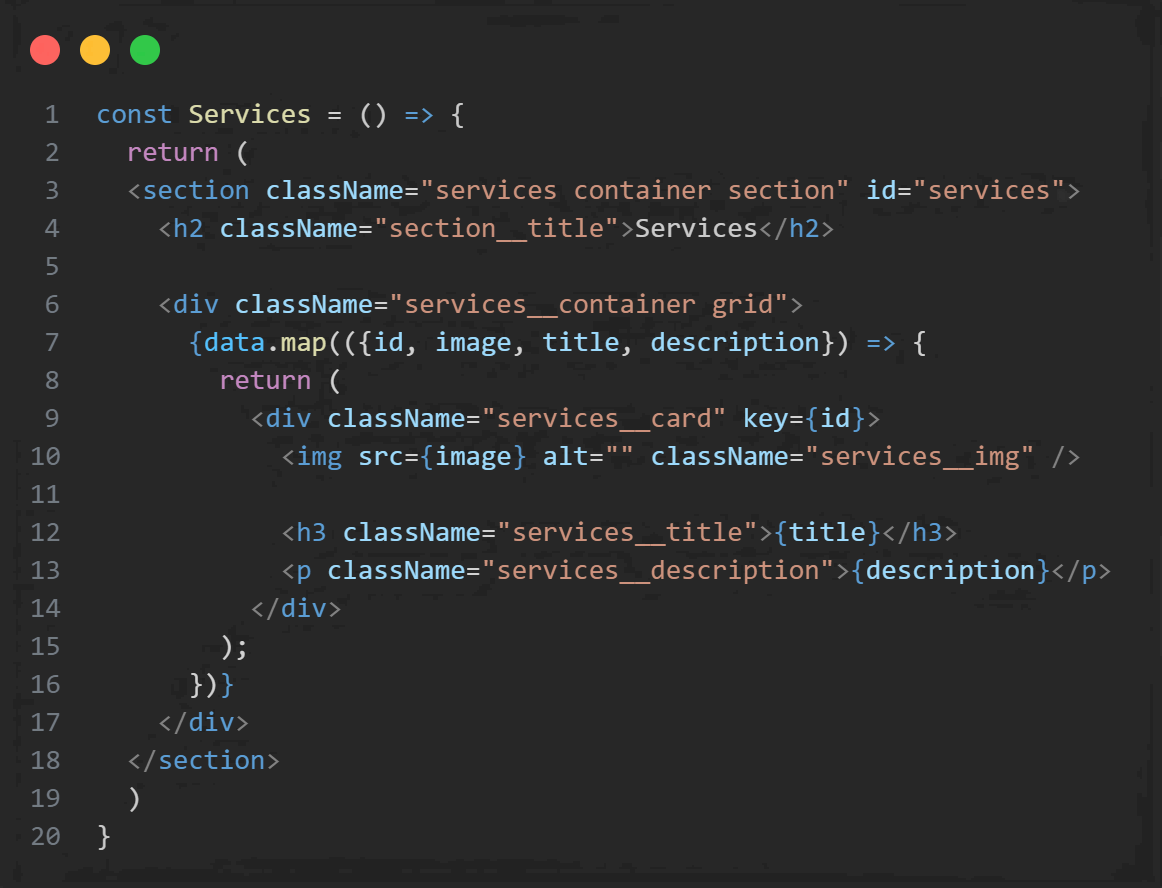 1 const Services = () => {
2   return (
3   <section className="services container section" id="services">
4     <h2 className="section__title">Services</h2>
5
6     <div className="services__container grid">
7       {data.map(({id, image, title, description}) => {
8         return (
9           <div className="services__card" key={id}>
10             <img src={image} alt="" className="services__img" />
11
12             <h3 className="services__title">{title}</h3>
13             <p className="services__description">{description}</p>
14           </div>
15         );
16       })}
17     </div>
18   </section>
19   )
20 }